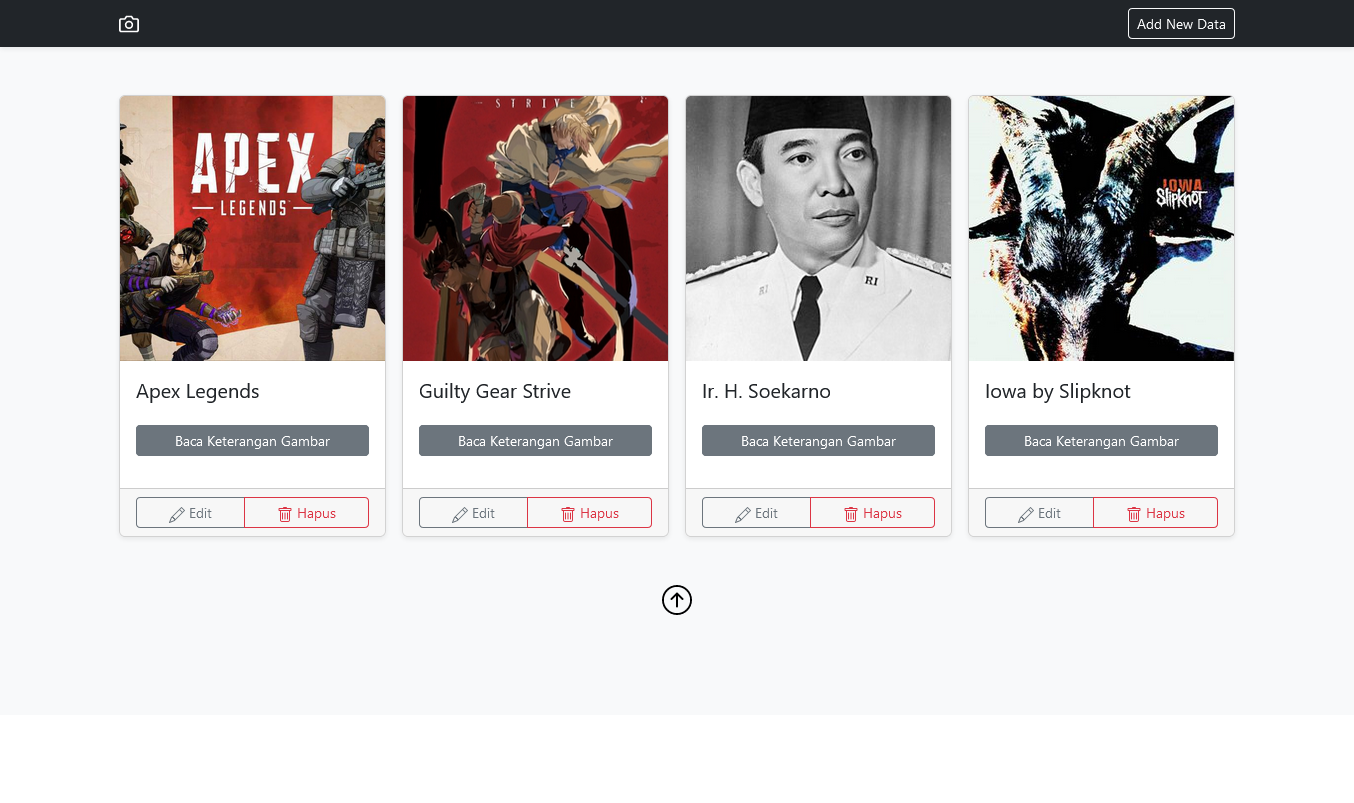 Add New Data
APEX
LEGENDS
STRIVE
RI
RI
IOWA
Slipknot
Apex Legends
Guilty Gear Strive
Ir. H. Soekarno
Iowa by Slipknot
Baca Keterangan Gambar
Baca Keterangan Gambar
Baca Keterangan Gambar
Baca Keterangan Gambar
Edit
Hapus
Edit
Hapus
Edit
Hapus
Edit
Hapus